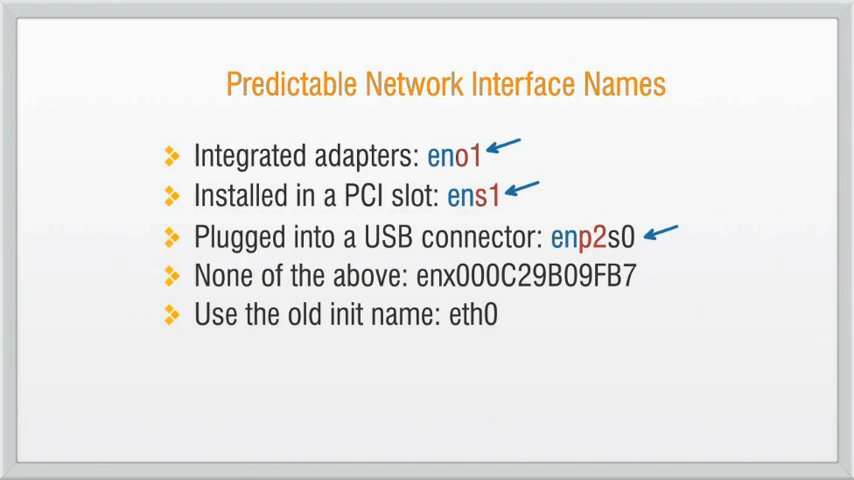 Predictable Network Interface Names
Integrated adapters: eno1
Installed in a PCI slot: ens1
Plugged into a USB connector: enp2s0
None of the above: enx000C29B09FB7
Use the old init name: eth0